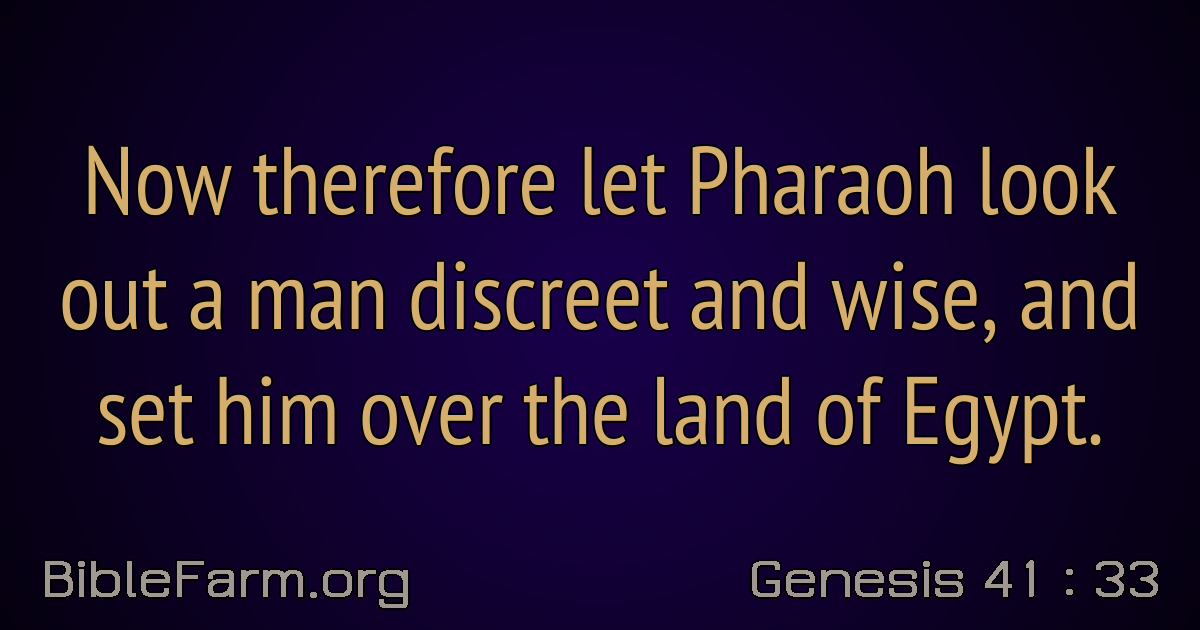 Now therefore let Pharaoh look
out a man discreet and wise, and
set him over the land of Egypt.
BibleFarm.org
Genesis 41 : 33